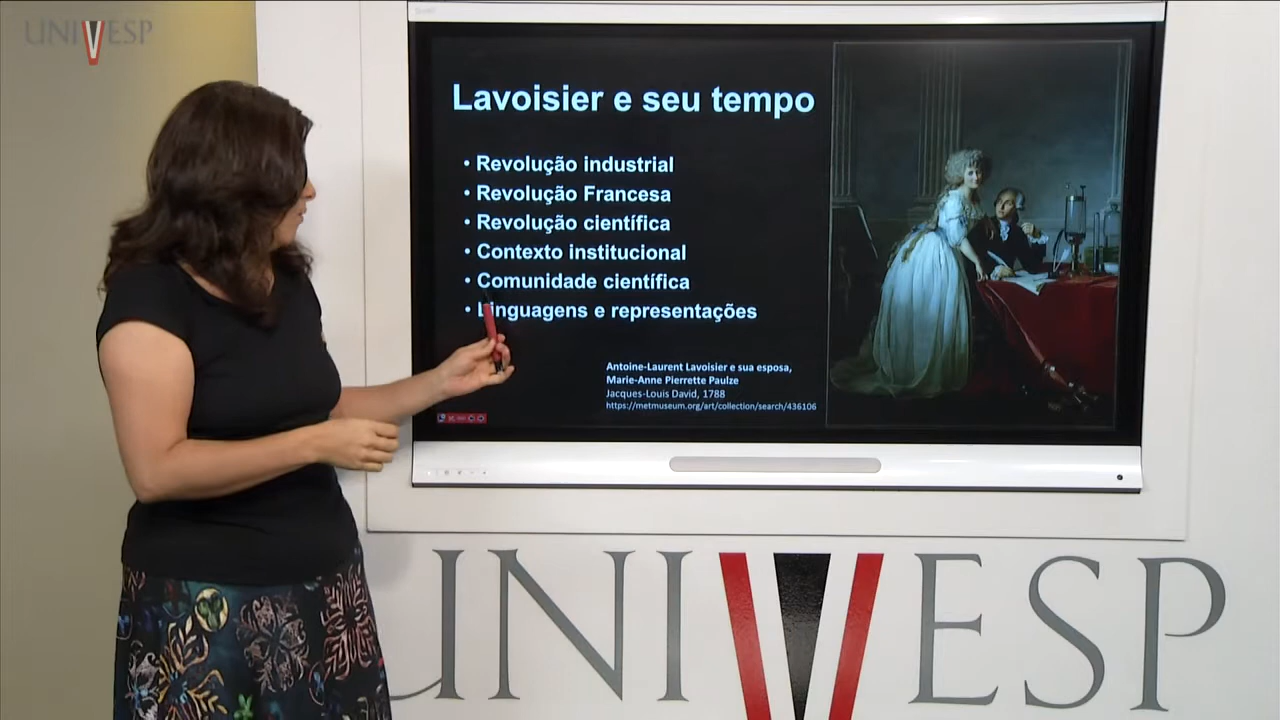 UNIVESP
Lavoisier e seu tempo
• Revolução industrial
• Revolução Francesa
• Revolução científica
• Contexto institucional
• Comunidade científica
• Linguagens e representações
Antoine-Laurent Lavoisier e sua esposa,
Marie-Anne Pierrette Paulze
Jacques-Louis David, 1788
https://metmuseum.org/art/collection/search/436106
UNIVESP